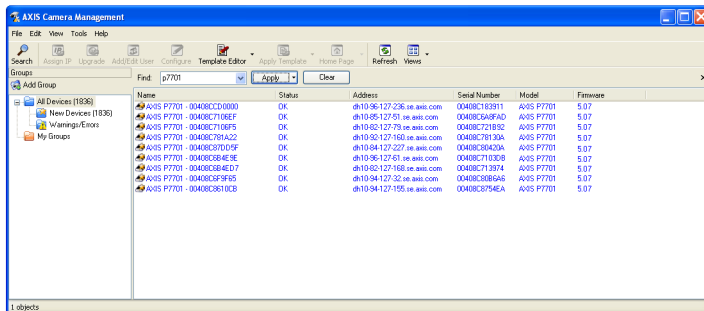 AXIS Camera Management
File Edit View Tools Help
Search Assign IP Upgrade Add/Edit User Configure Template Editor Apply Template Home Page Refresh Views
Groups
Add Group
All Devices (1836)
New Devices (1836)
Warnings/Errors
My Groups
Find: p7701 Apply Clear x
Name Status Address Serial Number Model Firmware
AXIS P7701 - 00408CCD0000 OK dh10-96-127-236.se.axis.com 00408C183911 AXIS P7701 5.07
AXIS P7701 - 00408C7106EF OK dh10-85-127-51.se.axis.com 00408C6A8FAD AXIS P7701 5.07
AXIS P7701 - 00408C7106F5 OK dh10-82-127-79.se.axis.com 00408C721B92 AXIS P7701 5.07
AXIS P7701 - 00408C781A22 OK dh10-92-127-160.se.axis.com 00408C78130A AXIS P7701 5.07
AXIS P7701 - 00408C87DD5F OK dh10-84-127-227.se.axis.com 00408C80420A AXIS P7701 5.07
AXIS P7701 - 00408C6B4E9E OK dh10-96-127-61.se.axis.com 00408C7103DB AXIS P7701 5.07
AXIS P7701 - 00408C6B4ED7 OK dh10-82-127-168.se.axis.com 00408C713974 AXIS P7701 5.07
AXIS P7701 - 00408C6F9F65 OK dh10-94-127-32.se.axis.com 00408C80B6A6 AXIS P7701 5.07
AXIS P7701 - 00408C8610CB OK dh10-94-127-155.se.axis.com 00408C8754EA AXIS P7701 5.07
1 objects